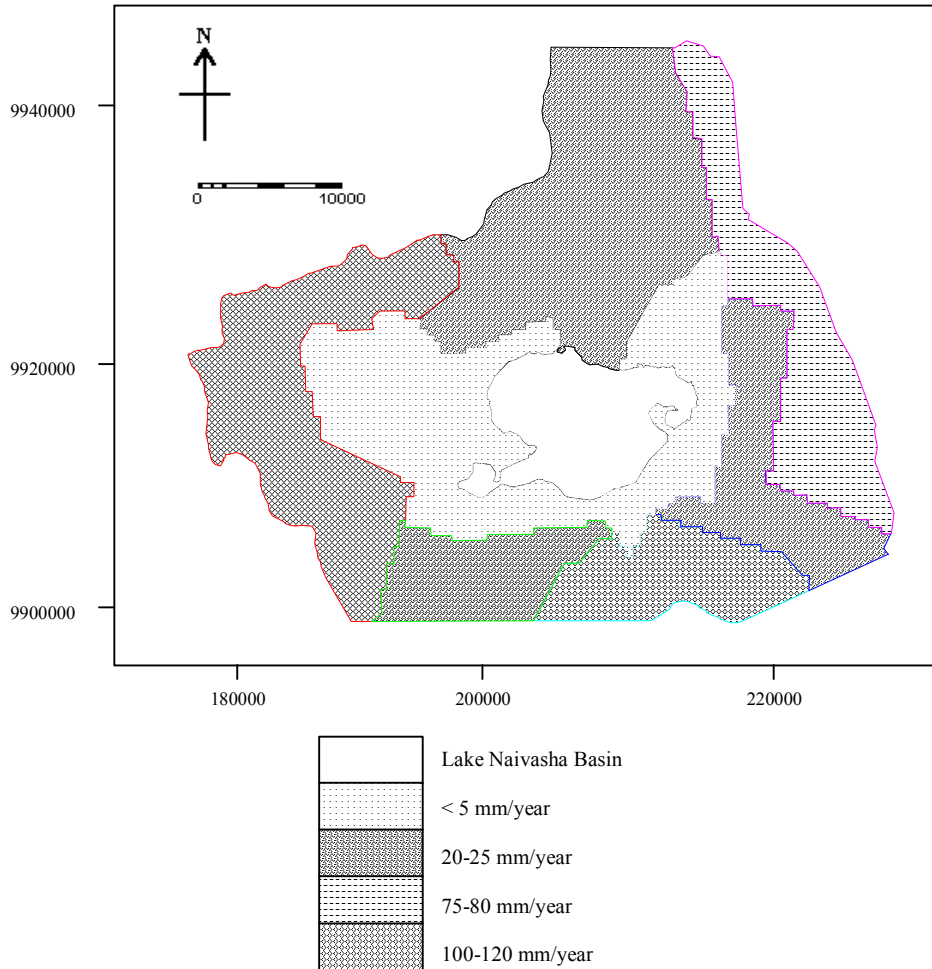 N
9940000
0 10000
9920000
9900000
180000 200000 220000
Lake Naivasha Basin
< 5 mm/year
20-25 mm/year
75-80 mm/year
100-120 mm/year